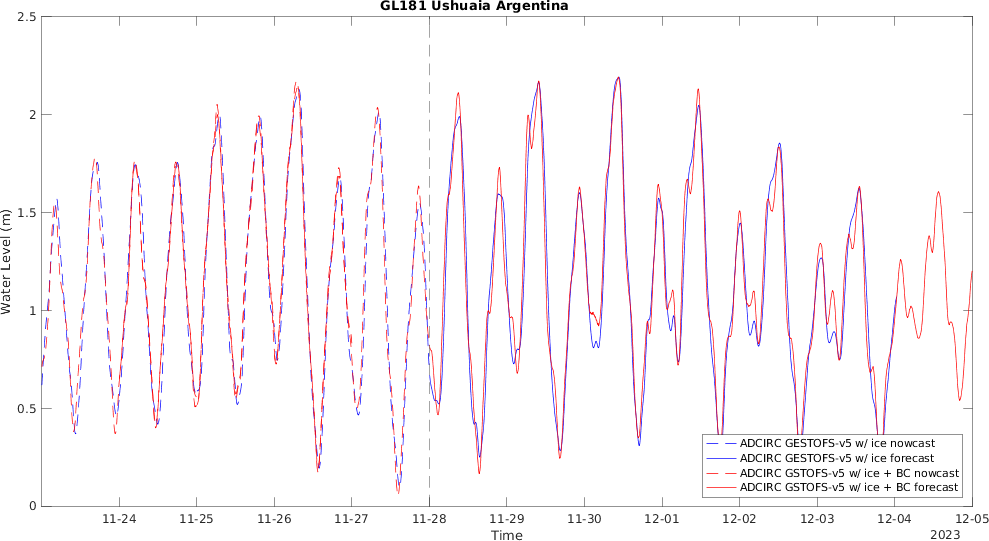 GL181 Ushuaia Argentina
2.5
2
1.5
1
0.5
0
Water Level (m)
ADCIRC GESTOFS-v5 w/ ice nowcast
ADCIRC GESTOFS-v5 w/ ice forecast
ADCIRC GSTOFS-v5 w/ ice + BC nowcast
ADCIRC GSTOFS-v5 w/ ice + BC forecast
11-24 11-25 11-26 11-27 11-28 11-29 11-30 12-01 12-02 12-03 12-04 12-05
Time
2023